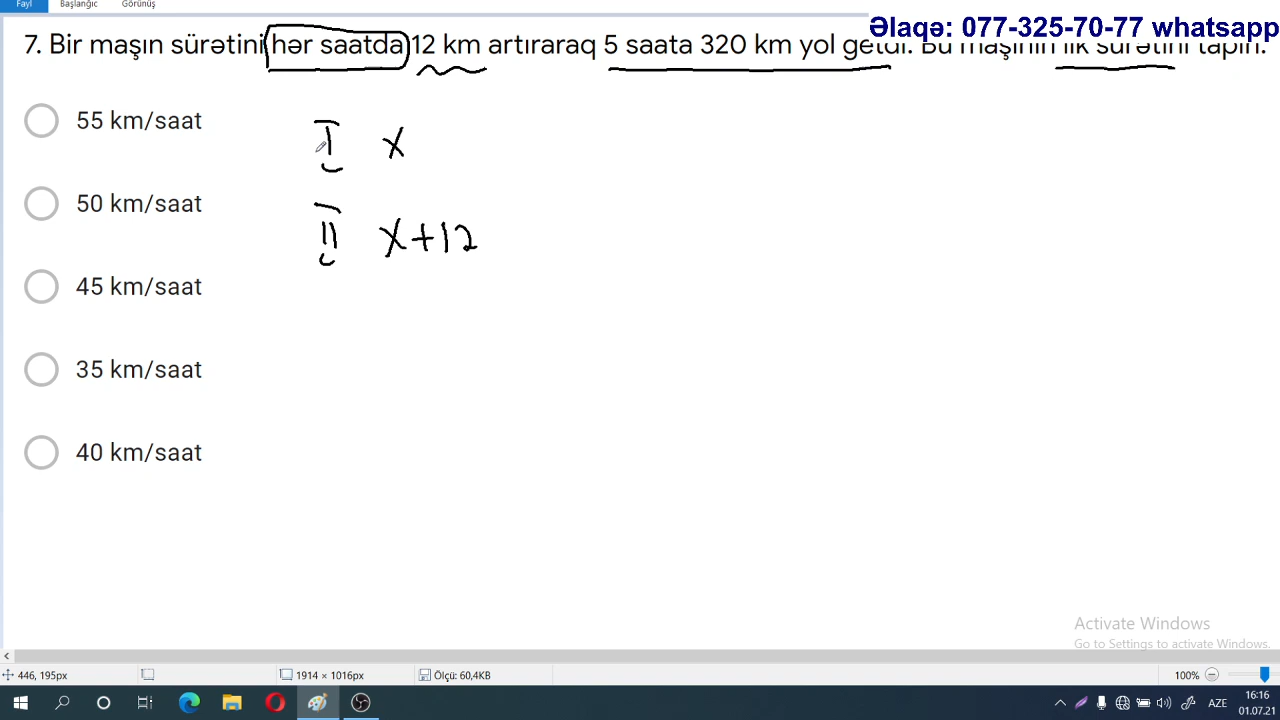 Fayl Başlanğıc Görünüş
Əlaqə: 077-325-70-77 whatsapp
7. Bir maşın sürətini hər saatda 12 km artıraraq 5 saata 320 km yol getdi. Bu maşının ilk sürətini tapın.
55 km/saat
I x
50 km/saat
II x+12
45 km/saat
35 km/saat
40 km/saat
Activate Windows
Go to Settings to activate Windows.
446, 195px 1914 × 1016px Ölçü: 60,4KB 100%
AZE 16:16
01.07.21